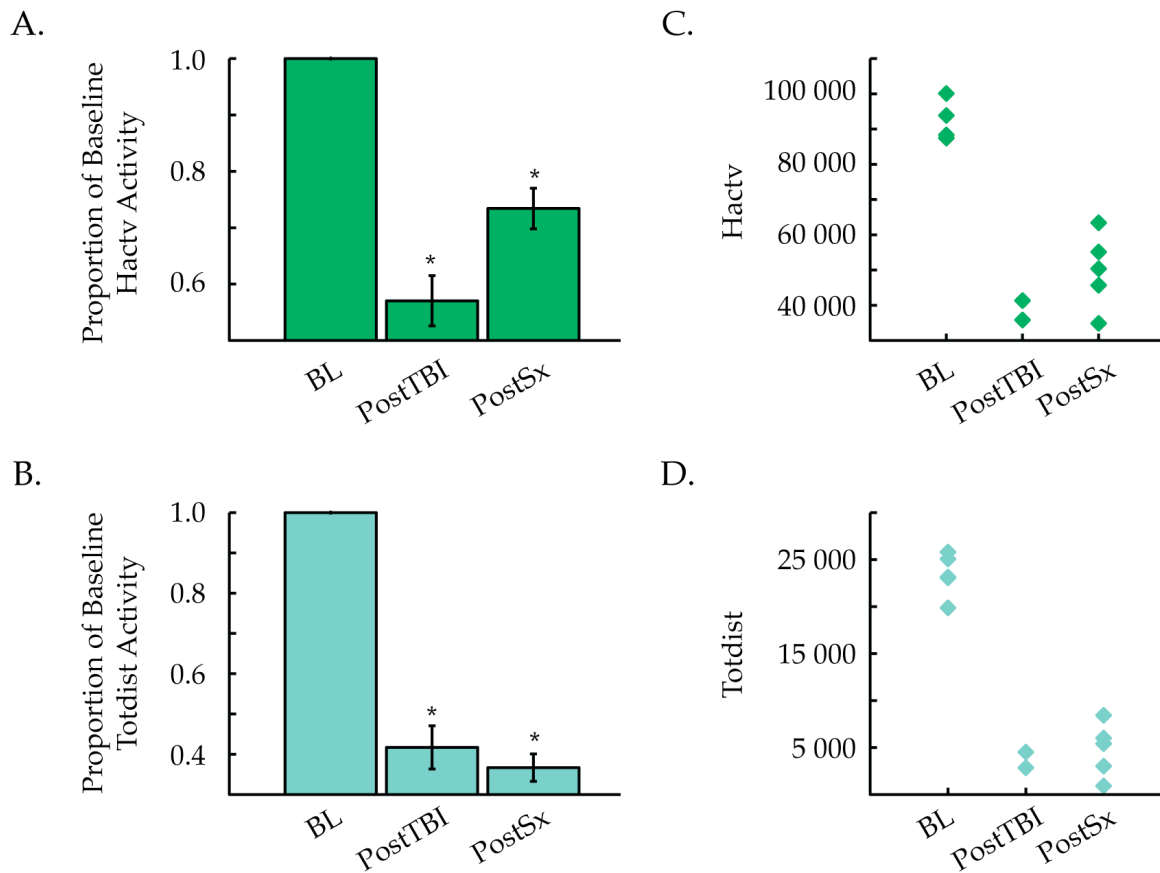 A.
Proportion of Baseline
Hactv Activity
1.0
0.8
0.6
*
*
BL
PostTBI
PostSx
C.
Hactv
100 000
80 000
60 000
40 000
BL
PostTBI
PostSx
B.
Proportion of Baseline
Totdist Activity
1.0
0.8
0.6
0.4
*
*
BL
PostTBI
PostSx
D.
Totdist
25 000
15 000
5 000
BL
PostTBI
PostSx